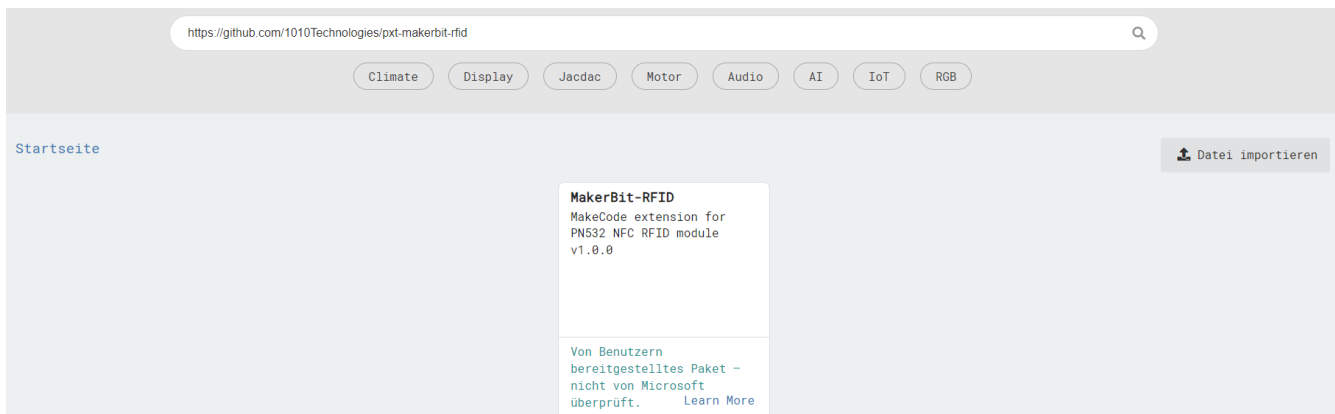 https://github.com/1010Technologies/pxt-makerbit-rfid
Climate Display Jacdac Motor Audio AI IoT RGB
Startseite
Datei importieren
MakerBit-RFID
MakeCode extension for
PN532 NFC RFID module
v1.0.0
Von Benutzern
bereitgestelltes Paket –
nicht von Microsoft
überprüft. Learn More